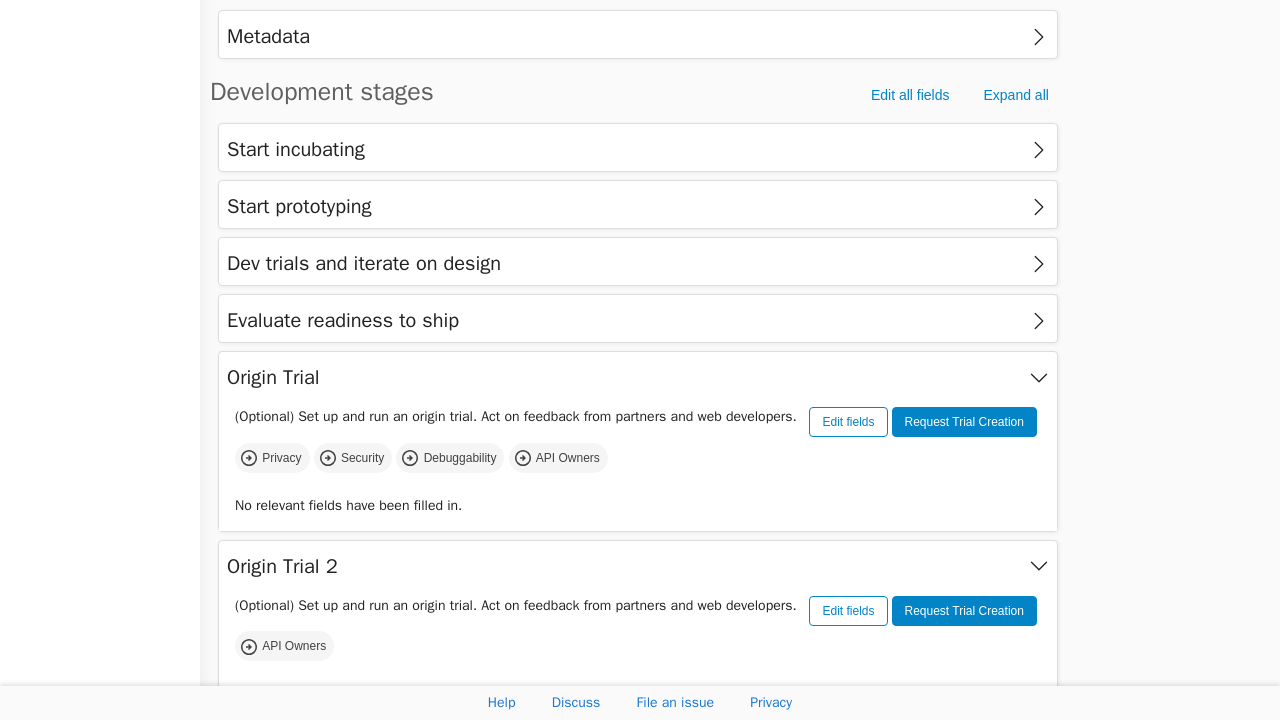 Metadata
Development stages Edit all fields Expand all
Start incubating
Start prototyping
Dev trials and iterate on design
Evaluate readiness to ship
Origin Trial
(Optional) Set up and run an origin trial. Act on feedback from partners and web developers. Edit fields Request Trial Creation
Privacy Security Debuggability API Owners
No relevant fields have been filled in.
Origin Trial 2
(Optional) Set up and run an origin trial. Act on feedback from partners and web developers. Edit fields Request Trial Creation
API Owners
Help Discuss File an issue Privacy